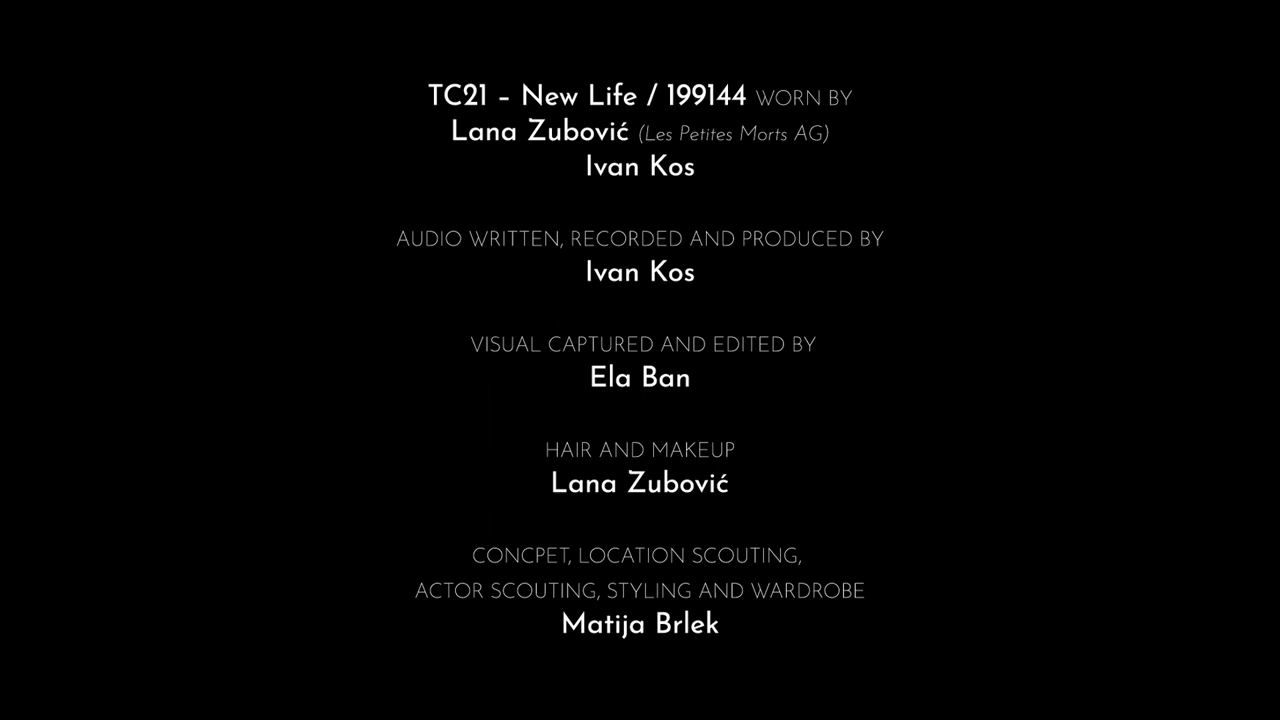 TC21 – New Life / 199144 WORN BY
Lana Zubović (Les Petites Morts AG)
Ivan Kos
AUDIO WRITTEN, RECORDED AND PRODUCED BY
Ivan Kos
VISUAL CAPTURED AND EDITED BY
Ela Ban
HAIR AND MAKEUP
Lana Zubović
CONCPET, LOCATION SCOUTING,
ACTOR SCOUTING, STYLING AND WARDROBE
Matija Brlek